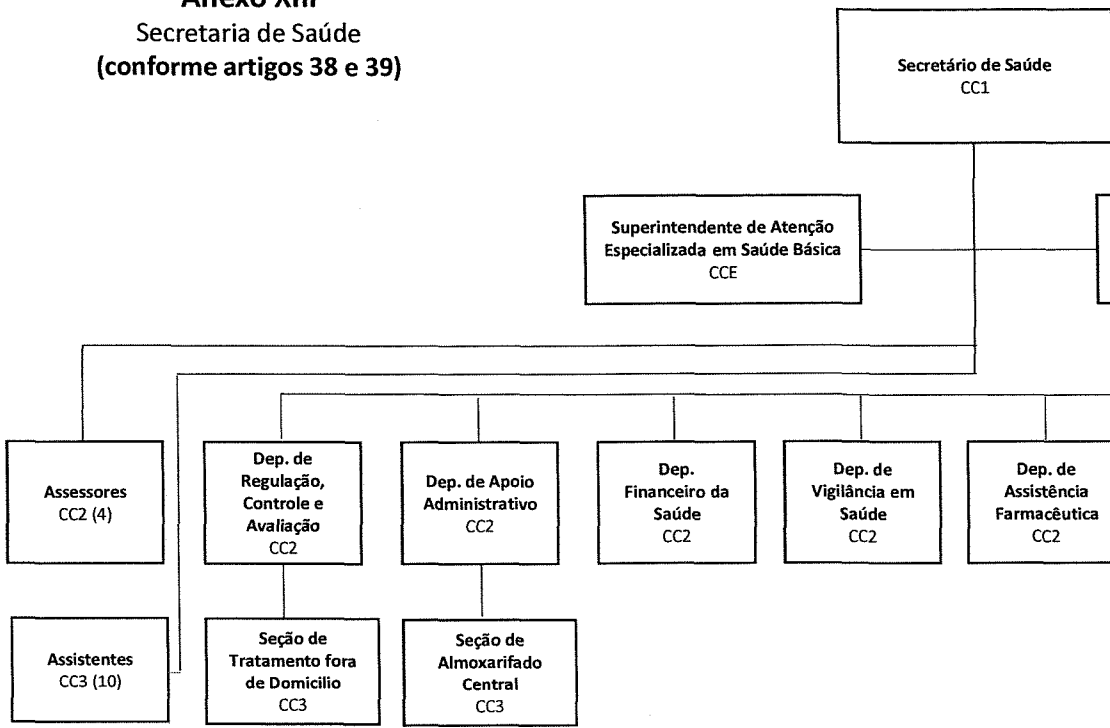 Anexo XIII
Secretaria de Saúde
(conforme artigos 38 e 39)
Secretário de Saúde
CC1
Superintendente de Atenção
Especializada em Saúde Básica
CCE
Assessores
CC2 (4)
Dep. de
Regulação,
Controle e
Avaliação
CC2
Dep. de Apoio
Administrativo
CC2
Dep.
Financeiro da
Saúde
CC2
Dep. de
Vigilância em
Saúde
CC2
Dep. de
Assistência
Farmacêutica
CC2
Assistentes
CC3 (10)
Seção de
Tratamento fora
de Domicilio
CC3
Seção de
Almoxarifado
Central
CC3